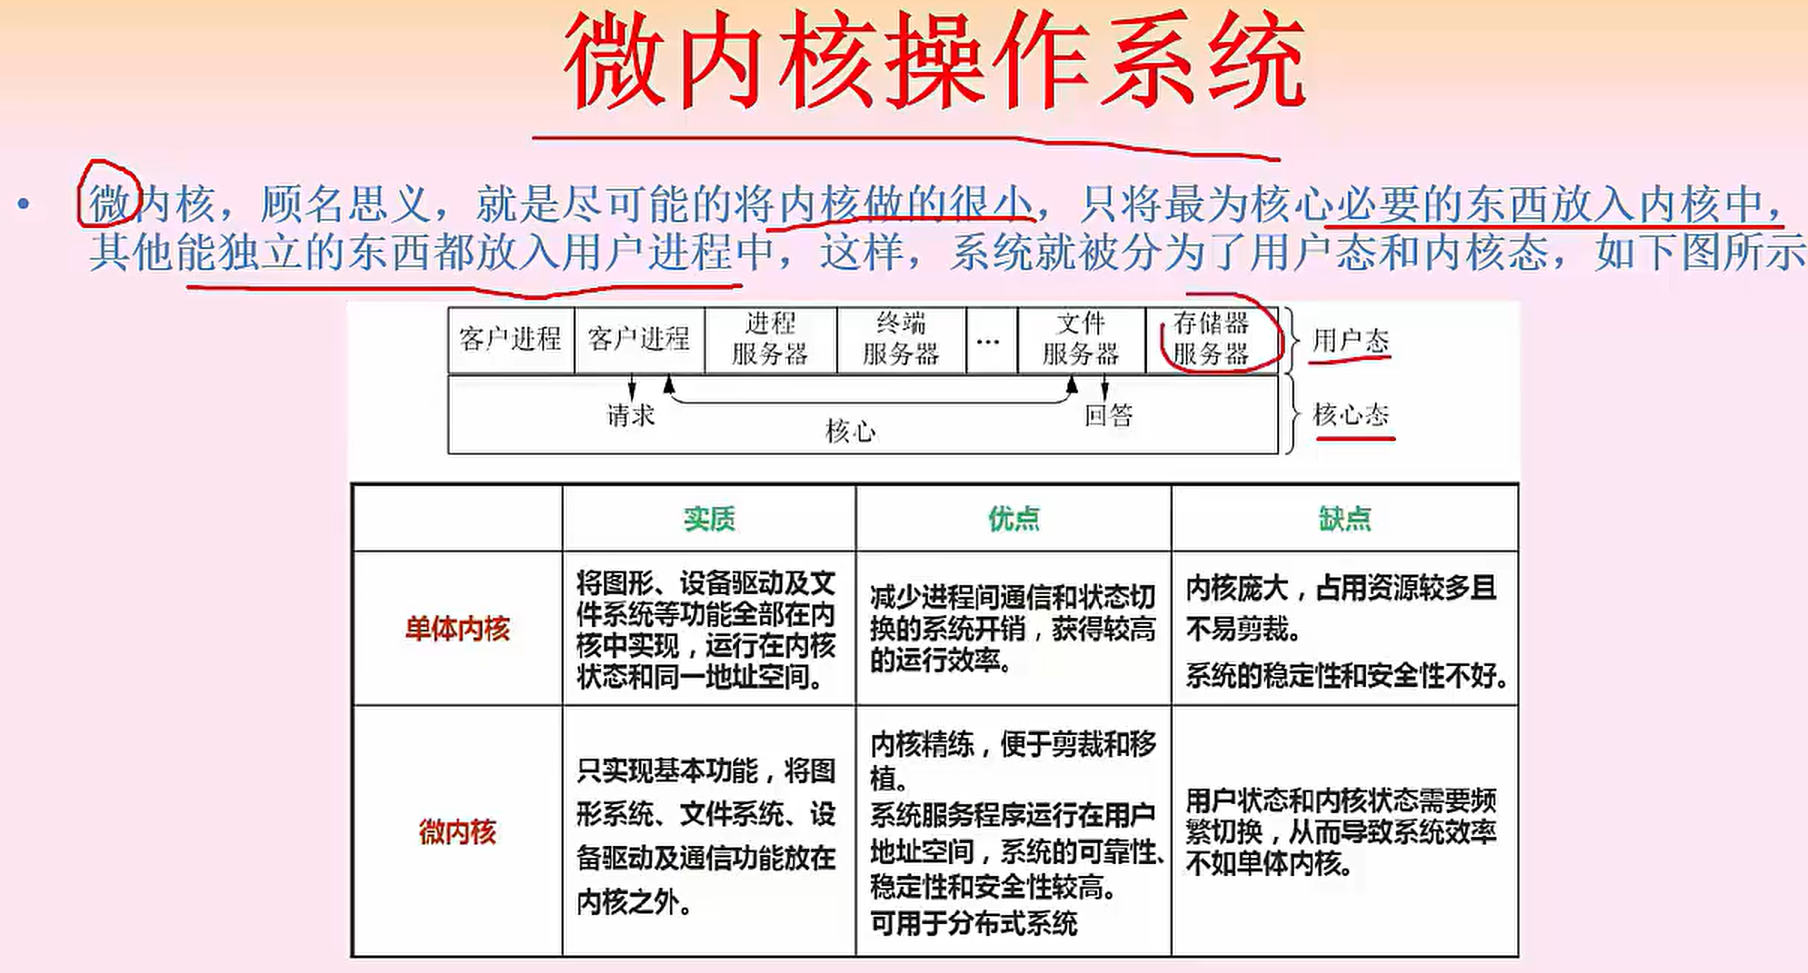 微内核操作系统
• 微内核，顾名思义，就是尽可能的将内核做的很小，只将最为核心必要的东西放入内核中，
其他能独立的东西都放入用户进程中，这样，系统就被分为了用户态和内核态，如下图所示
客户进程 客户进程 进程 终端 … 文件 存储器
服务器 服务器 服务器 服务器
用户态
请求 回答 核心态
核心
实质 优点 缺点
单体内核
将图形、设备驱动及文
件系统等功能全部在内
核中实现，运行在内核
状态和同一地址空间。
减少进程间通信和状态切
换的系统开销，获得较高
的运行效率。
内核庞大，占用资源较多且
不易剪裁。
系统的稳定性和安全性不好。
微内核
只实现基本功能，将图
形系统、文件系统、设
备驱动及通信功能放在
内核之外。
内核精练，便于剪裁和移
植。
系统服务程序运行在用户
地址空间，系统的可靠性、
稳定性和安全性较高。
可用于分布式系统
用户状态和内核状态需要频
繁切换，从而导致系统效率
不如单体内核。